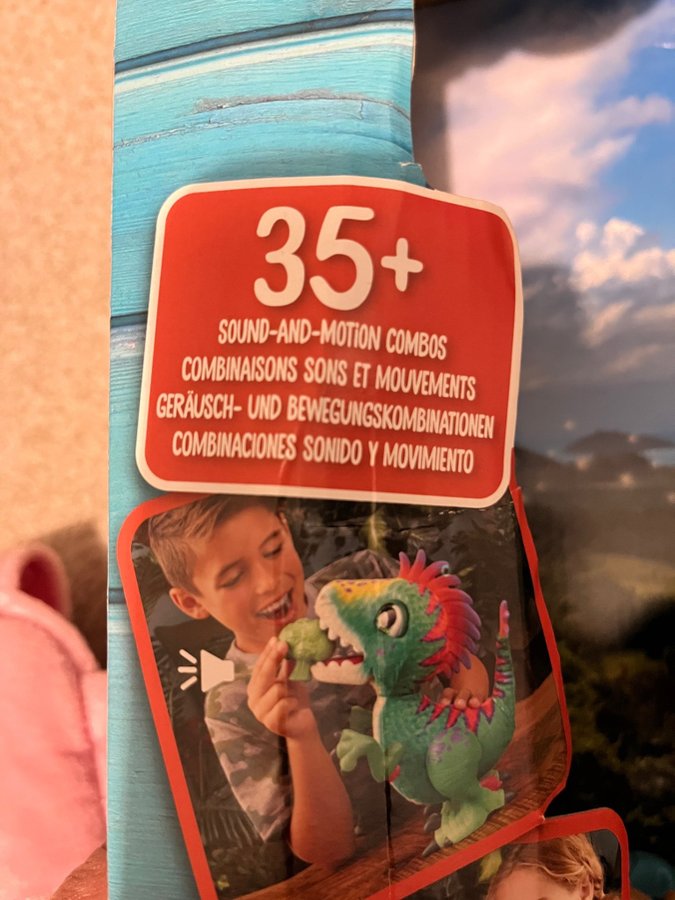 35+
SOUND-AND-MOTION COMBOS
COMBINAISONS SONS ET MOUVEMENTS
GERÄUSCH- UND BEWEGUNGSKOMBINATIONEN
COMBINACIONES SONIDO Y MOVIMIENTO